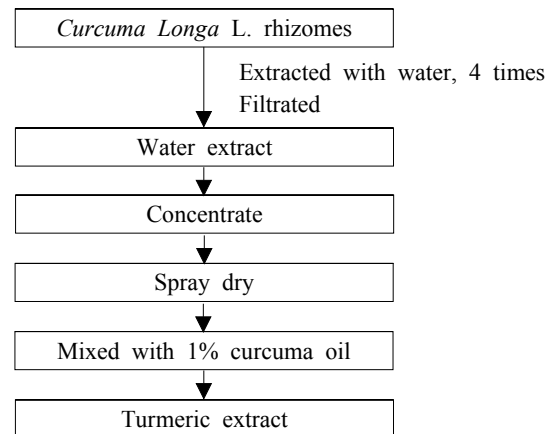 Curcuma Longa L. rhizomes
Extracted with water, 4 times
Filtrated
Water extract
Concentrate
Spray dry
Mixed with 1% curcuma oil
Turmeric extract